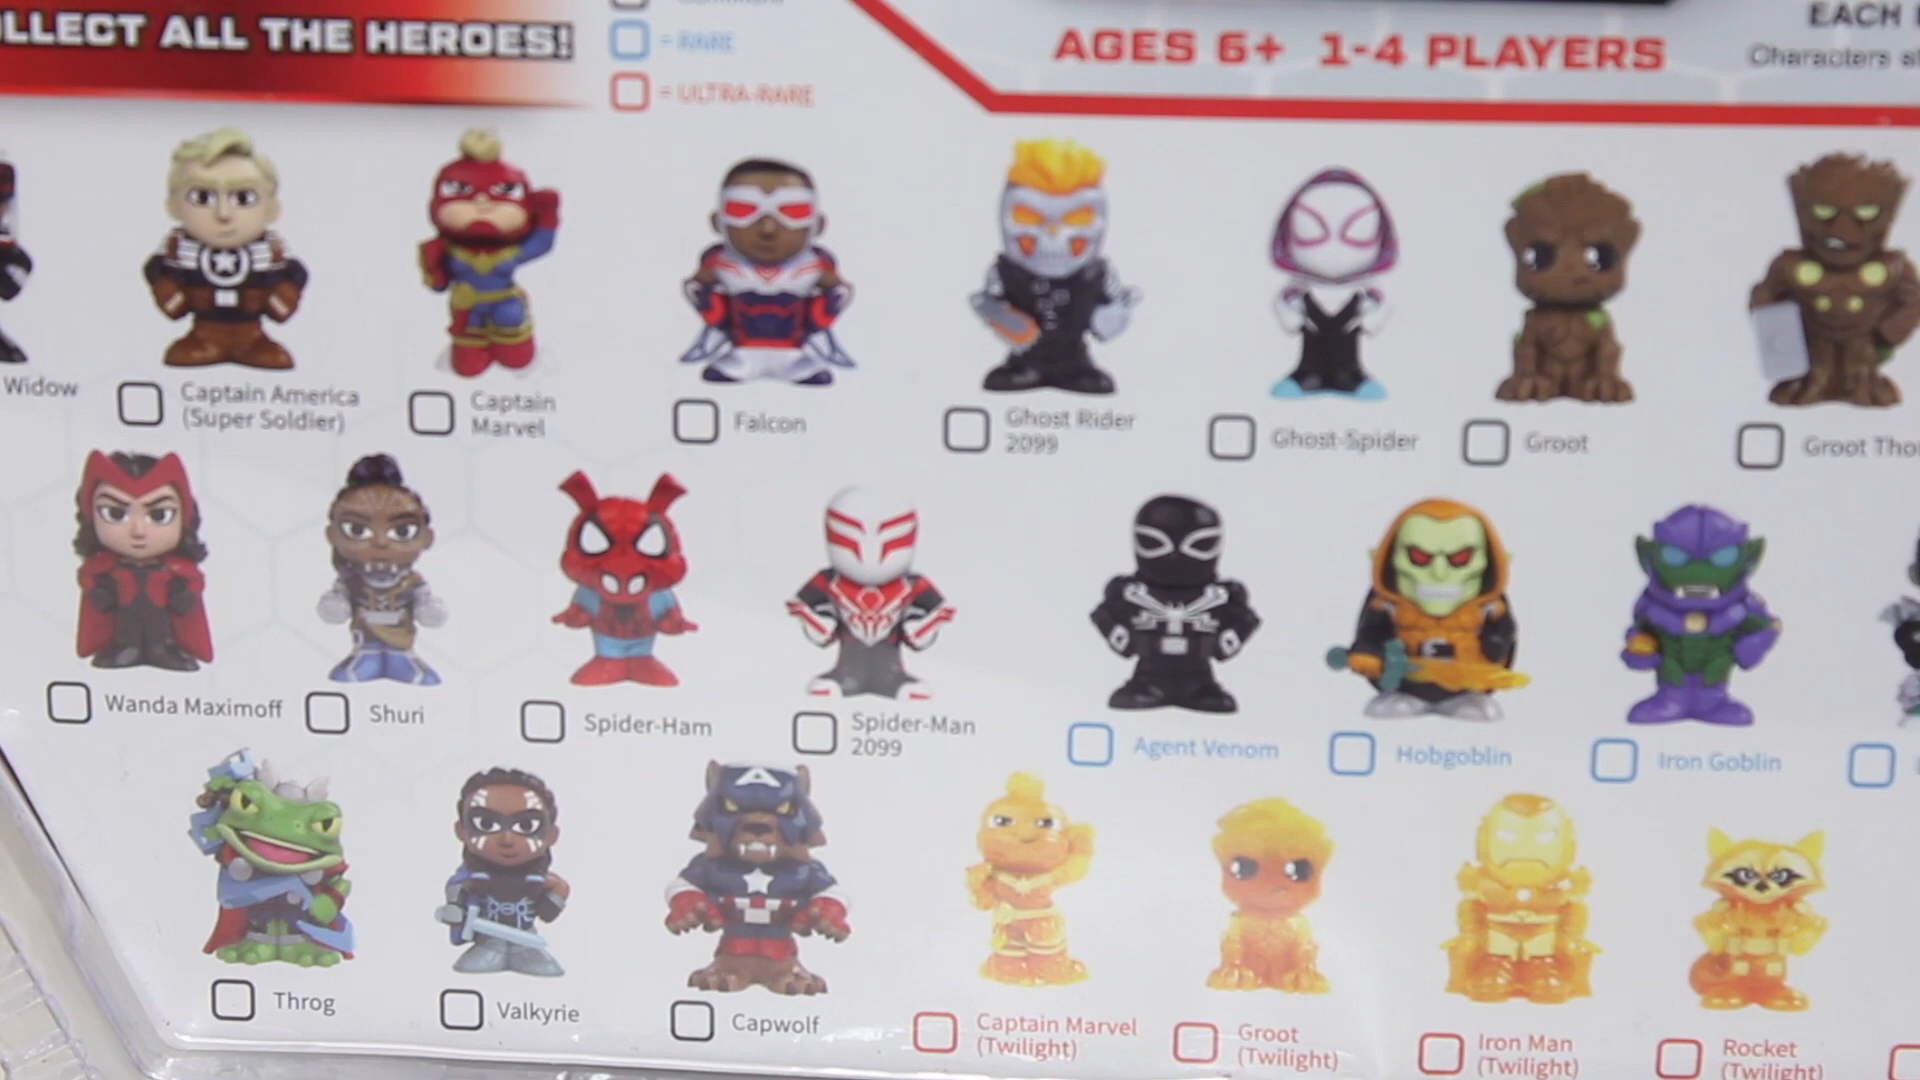 LLECT ALL THE HEROES!
= RARE
= ULTRA-RARE
AGES 6+ 1-4 PLAYERS
EACH
Characters
Widow
Captain America
(Super Soldier)
Captain
Marvel
Falcon
Ghost Rider
2099
Ghost-Spider
Groot
Groot Tho
Wanda Maximoff
Shuri
Spider-Ham
Spider-Man
2099
Agent Venom
Hobgoblin
Iron Goblin
Throg
Valkyrie
Capwolf
Captain Marvel
(Twilight)
Groot
(Twilight)
Iron Man
(Twilight)
Rocket
(Twilight)